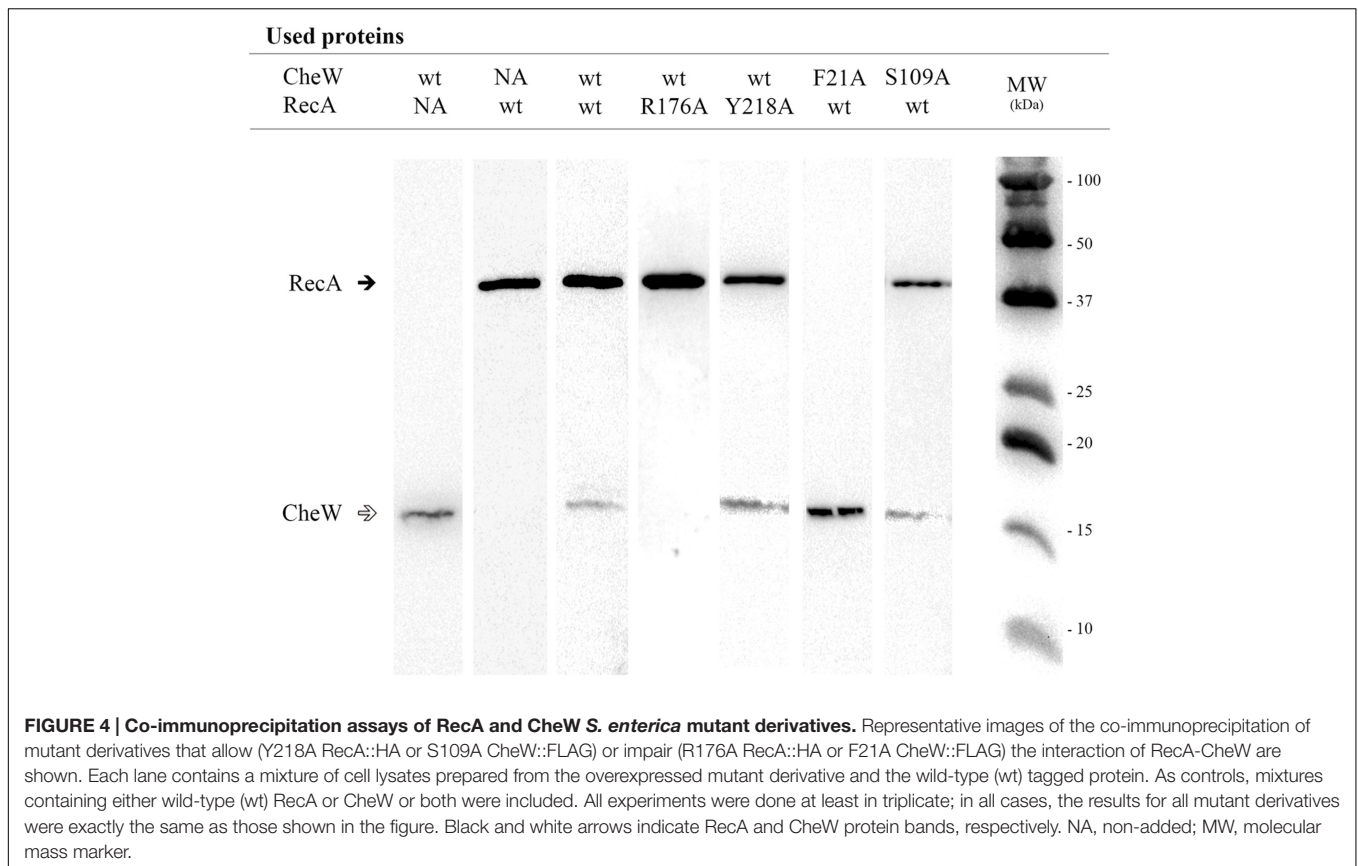 Used proteins
CheW wt NA wt wt wt F21A S109A MW
RecA NA wt wt R176A Y218A wt wt (kDa)
- 100
- 50
RecA
- 37
- 25
- 20
CheW
- 15
- 10
FIGURE 4 | Co-immunoprecipitation assays of RecA and CheW S. enterica mutant derivatives. Representative images of the co-immunoprecipitation of
mutant derivatives that allow (Y218A RecA::HA or S109A CheW::FLAG) or impair (R176A RecA::HA or F21A CheW::FLAG) the interaction of RecA-CheW are
shown. Each lane contains a mixture of cell lysates prepared from the overexpressed mutant derivative and the wild-type (wt) tagged protein. As controls, mixtures
containing either wild-type (wt) RecA or CheW or both were included. All experiments were done at least in triplicate; in all cases, the results for all mutant derivatives
were exactly the same as those shown in the figure. Black and white arrows indicate RecA and CheW protein bands, respectively. NA, non-added; MW, molecular
mass marker.